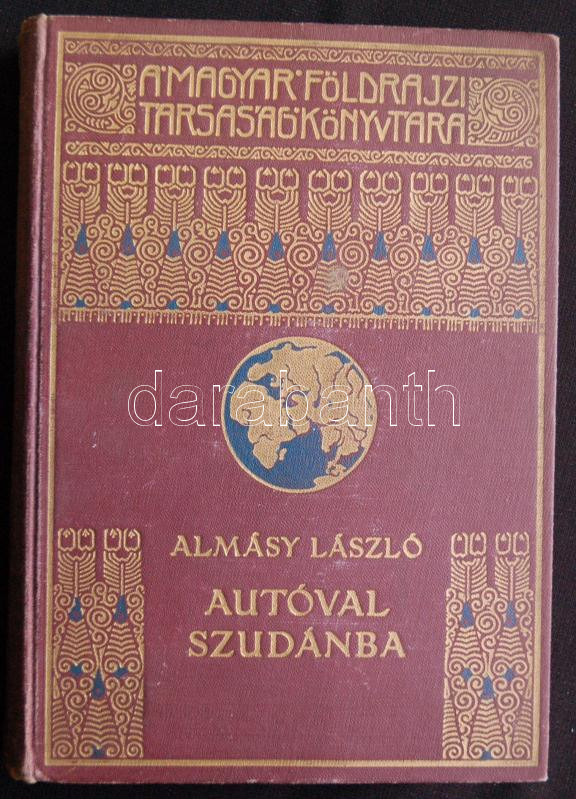 A MAGYAR FÖLDRAJZI
TÁRSASÁG KÖNYVTÁRA
darabanth
ALMÁSY LÁSZLÓ
AUTÓVAL
SZUDÁNBA